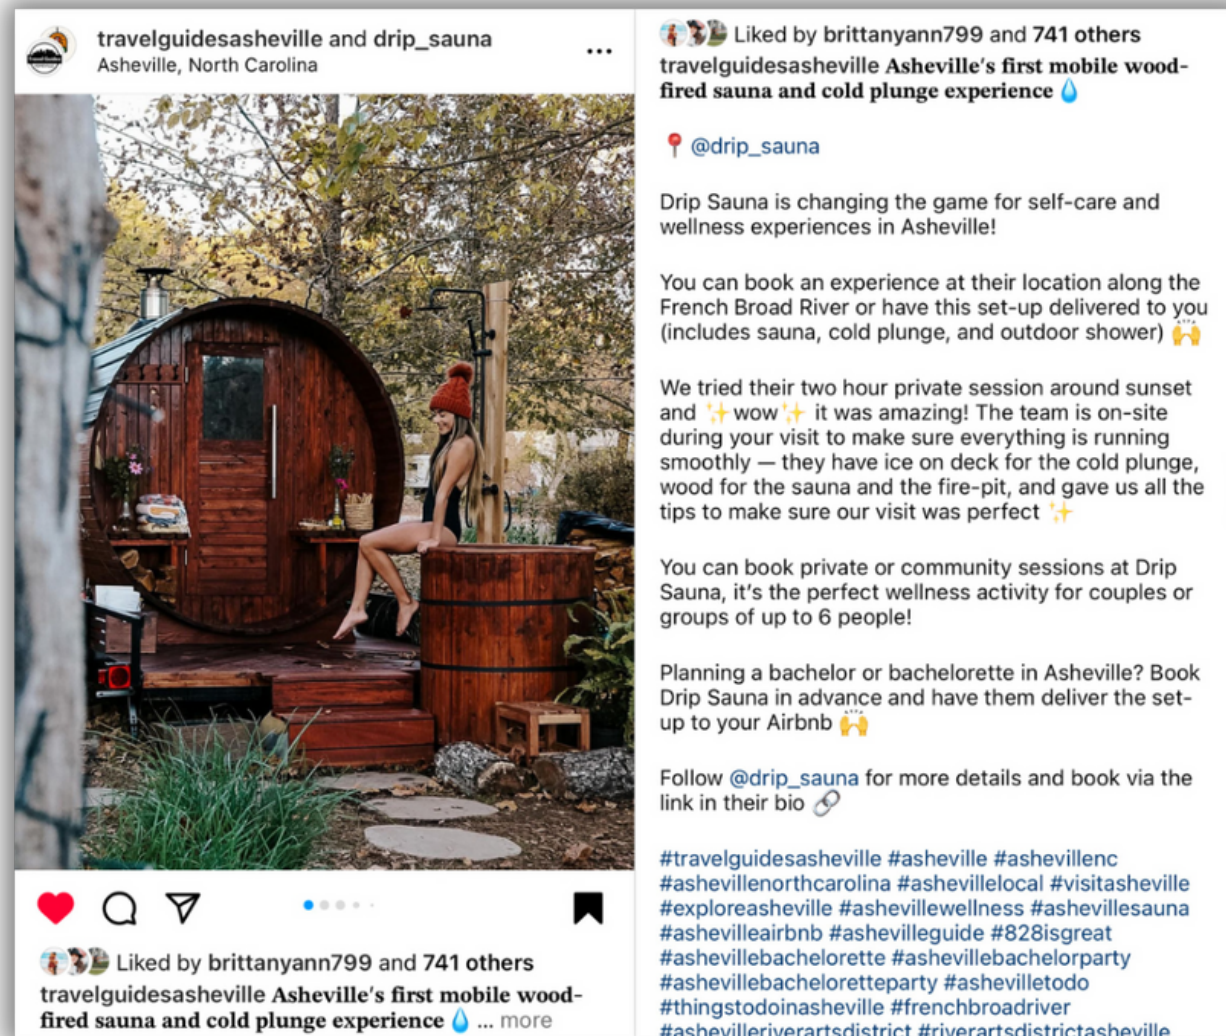 travelguidesasheville and drip_sauna
Asheville, North Carolina
Liked by brittanyann799 and 741 others
travelguidesasheville Asheville's first mobile wood-
fired sauna and cold plunge experience 💧 ... more
Liked by brittanyann799 and 741 others
travelguidesasheville Asheville's first mobile wood-
fired sauna and cold plunge experience 💧
📍 @drip_sauna
Drip Sauna is changing the game for self-care and
wellness experiences in Asheville!
You can book an experience at their location along the
French Broad River or have this set-up delivered to you
(includes sauna, cold plunge, and outdoor shower) 🙌
We tried their two hour private session around sunset
and ✨wow✨ it was amazing! The team is on-site
during your visit to make sure everything is running
smoothly — they have ice on deck for the cold plunge,
wood for the sauna and the fire-pit, and gave us all the
tips to make sure our visit was perfect ✨
You can book private or community sessions at Drip
Sauna, it's the perfect wellness activity for couples or
groups of up to 6 people!
Planning a bachelor or bachelorette in Asheville? Book
Drip Sauna in advance and have them deliver the set-
up to your Airbnb 🙌
Follow @drip_sauna for more details and book via the
link in their bio 🔗
#travelguidesasheville #asheville #ashevillenc
#ashevillenorthcarolina #ashevillelocal #visitasheville
#exploreasheville #ashevillewellness #ashevillesauna
#ashevilleairbnb #ashevilleguide #828isgreat
#ashevillebachelorette #ashevillebachelorparty
#ashevillebacheloretteparty #ashevilletodo
#thingstodoinasheville #frenchbroadriver
#ashevilleriverartsdistrict #riverartsdistrictasheville